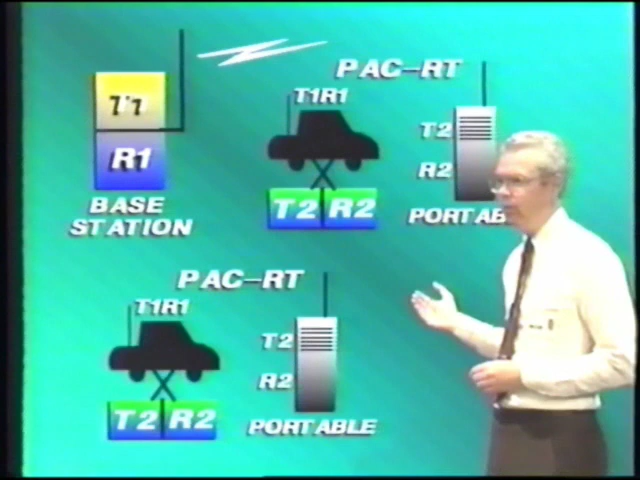 PAC-RT
T1R1
T1
R1
T2
R2
T2 R2
BASE
STATION
PORTAB
PAC-RT
T1R1
T2
R2
T2 R2
PORTABLE